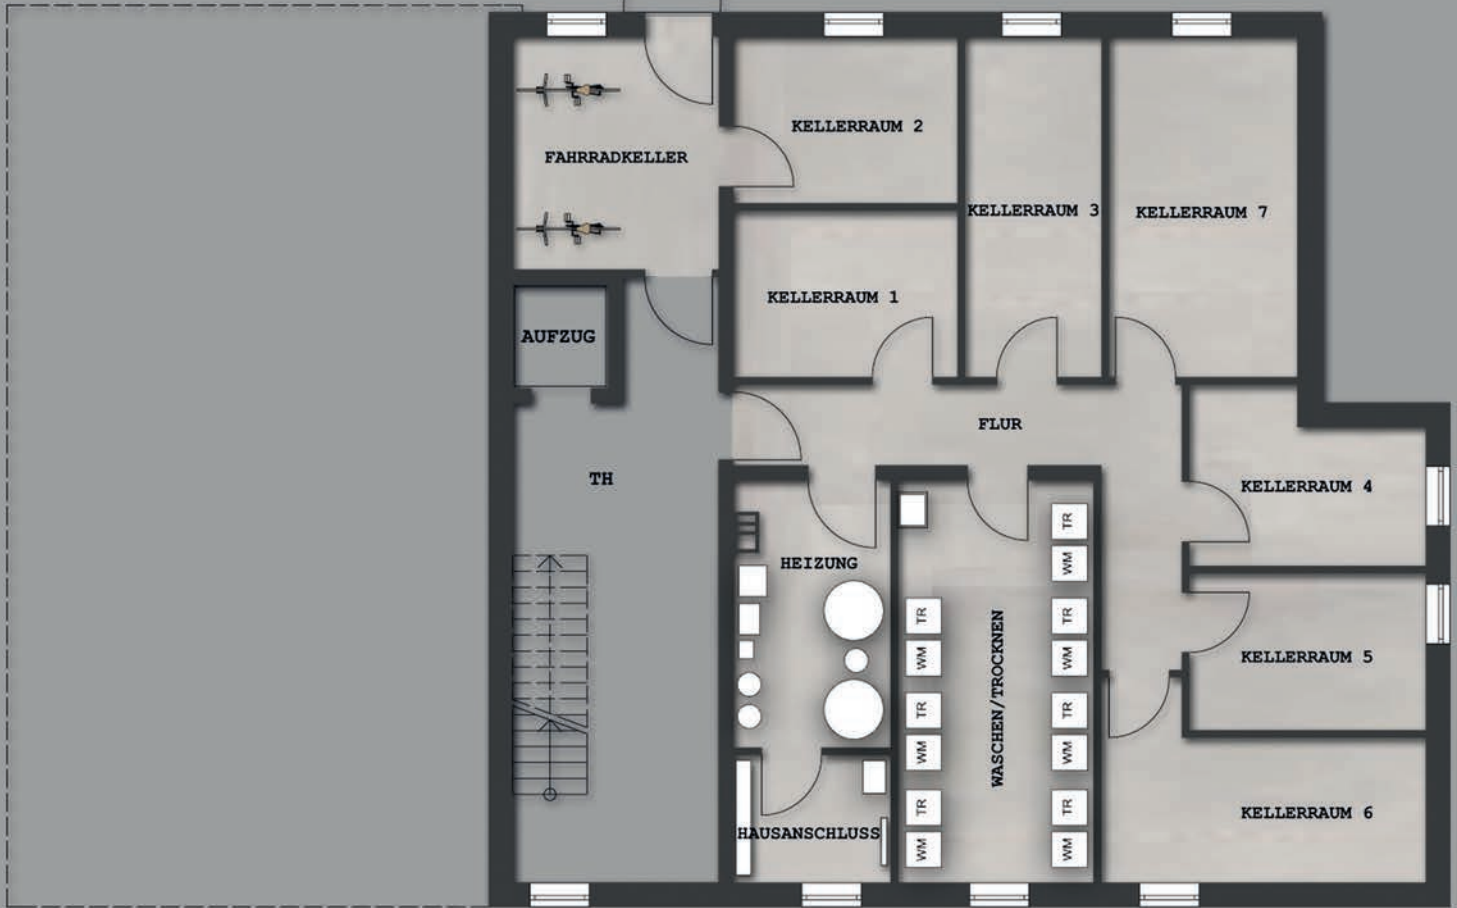 KELLERRAUM 2
FAHRRADKELLER
KELLERRAUM 3
KELLERRAUM 7
KELLERRAUM 1
AUFZUG
FLUR
TH
KELLERRAUM 4
HEIZUNG
WASCHEN/TROCKNEN
TR
WM
TR
WM
TR
WM
TR
WM
TR
WM
TR
WM
TR
WM
KELLERRAUM 5
KELLERRAUM 6
HAUSANSCHLUSS